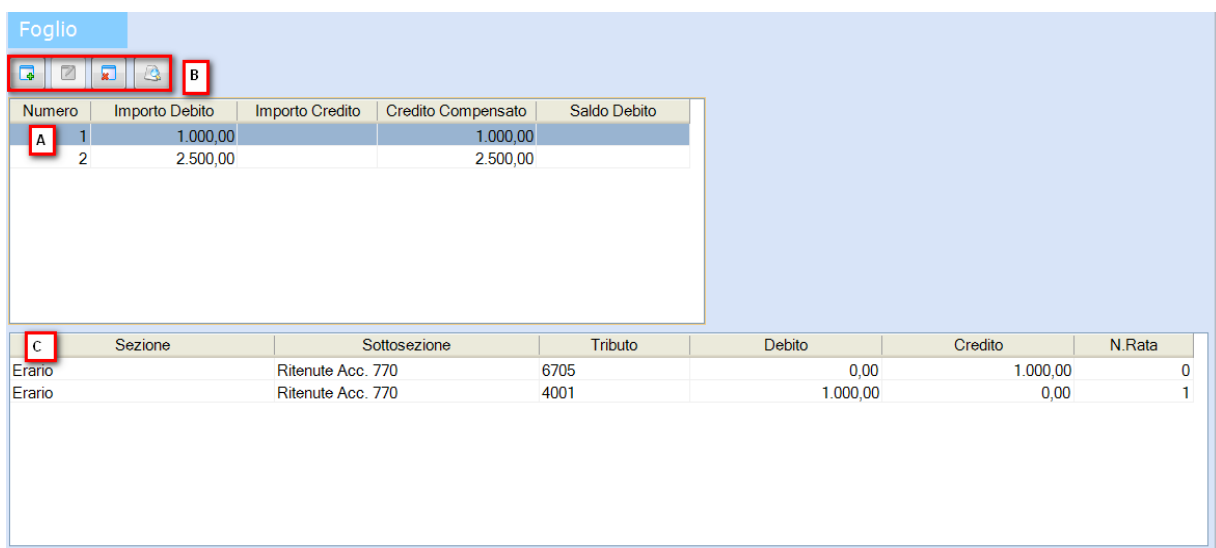 Foglio
B
Numero Importo Debito Importo Credito Credito Compensato Saldo Debito
A 1 1.000,00 1.000,00
2 2.500,00 2.500,00
C Sezione Sottosezione Tributo Debito Credito N.Rata
Erario Ritenute Acc. 770 6705 0,00 1.000,00 0
Erario Ritenute Acc. 770 4001 1.000,00 0,00 1